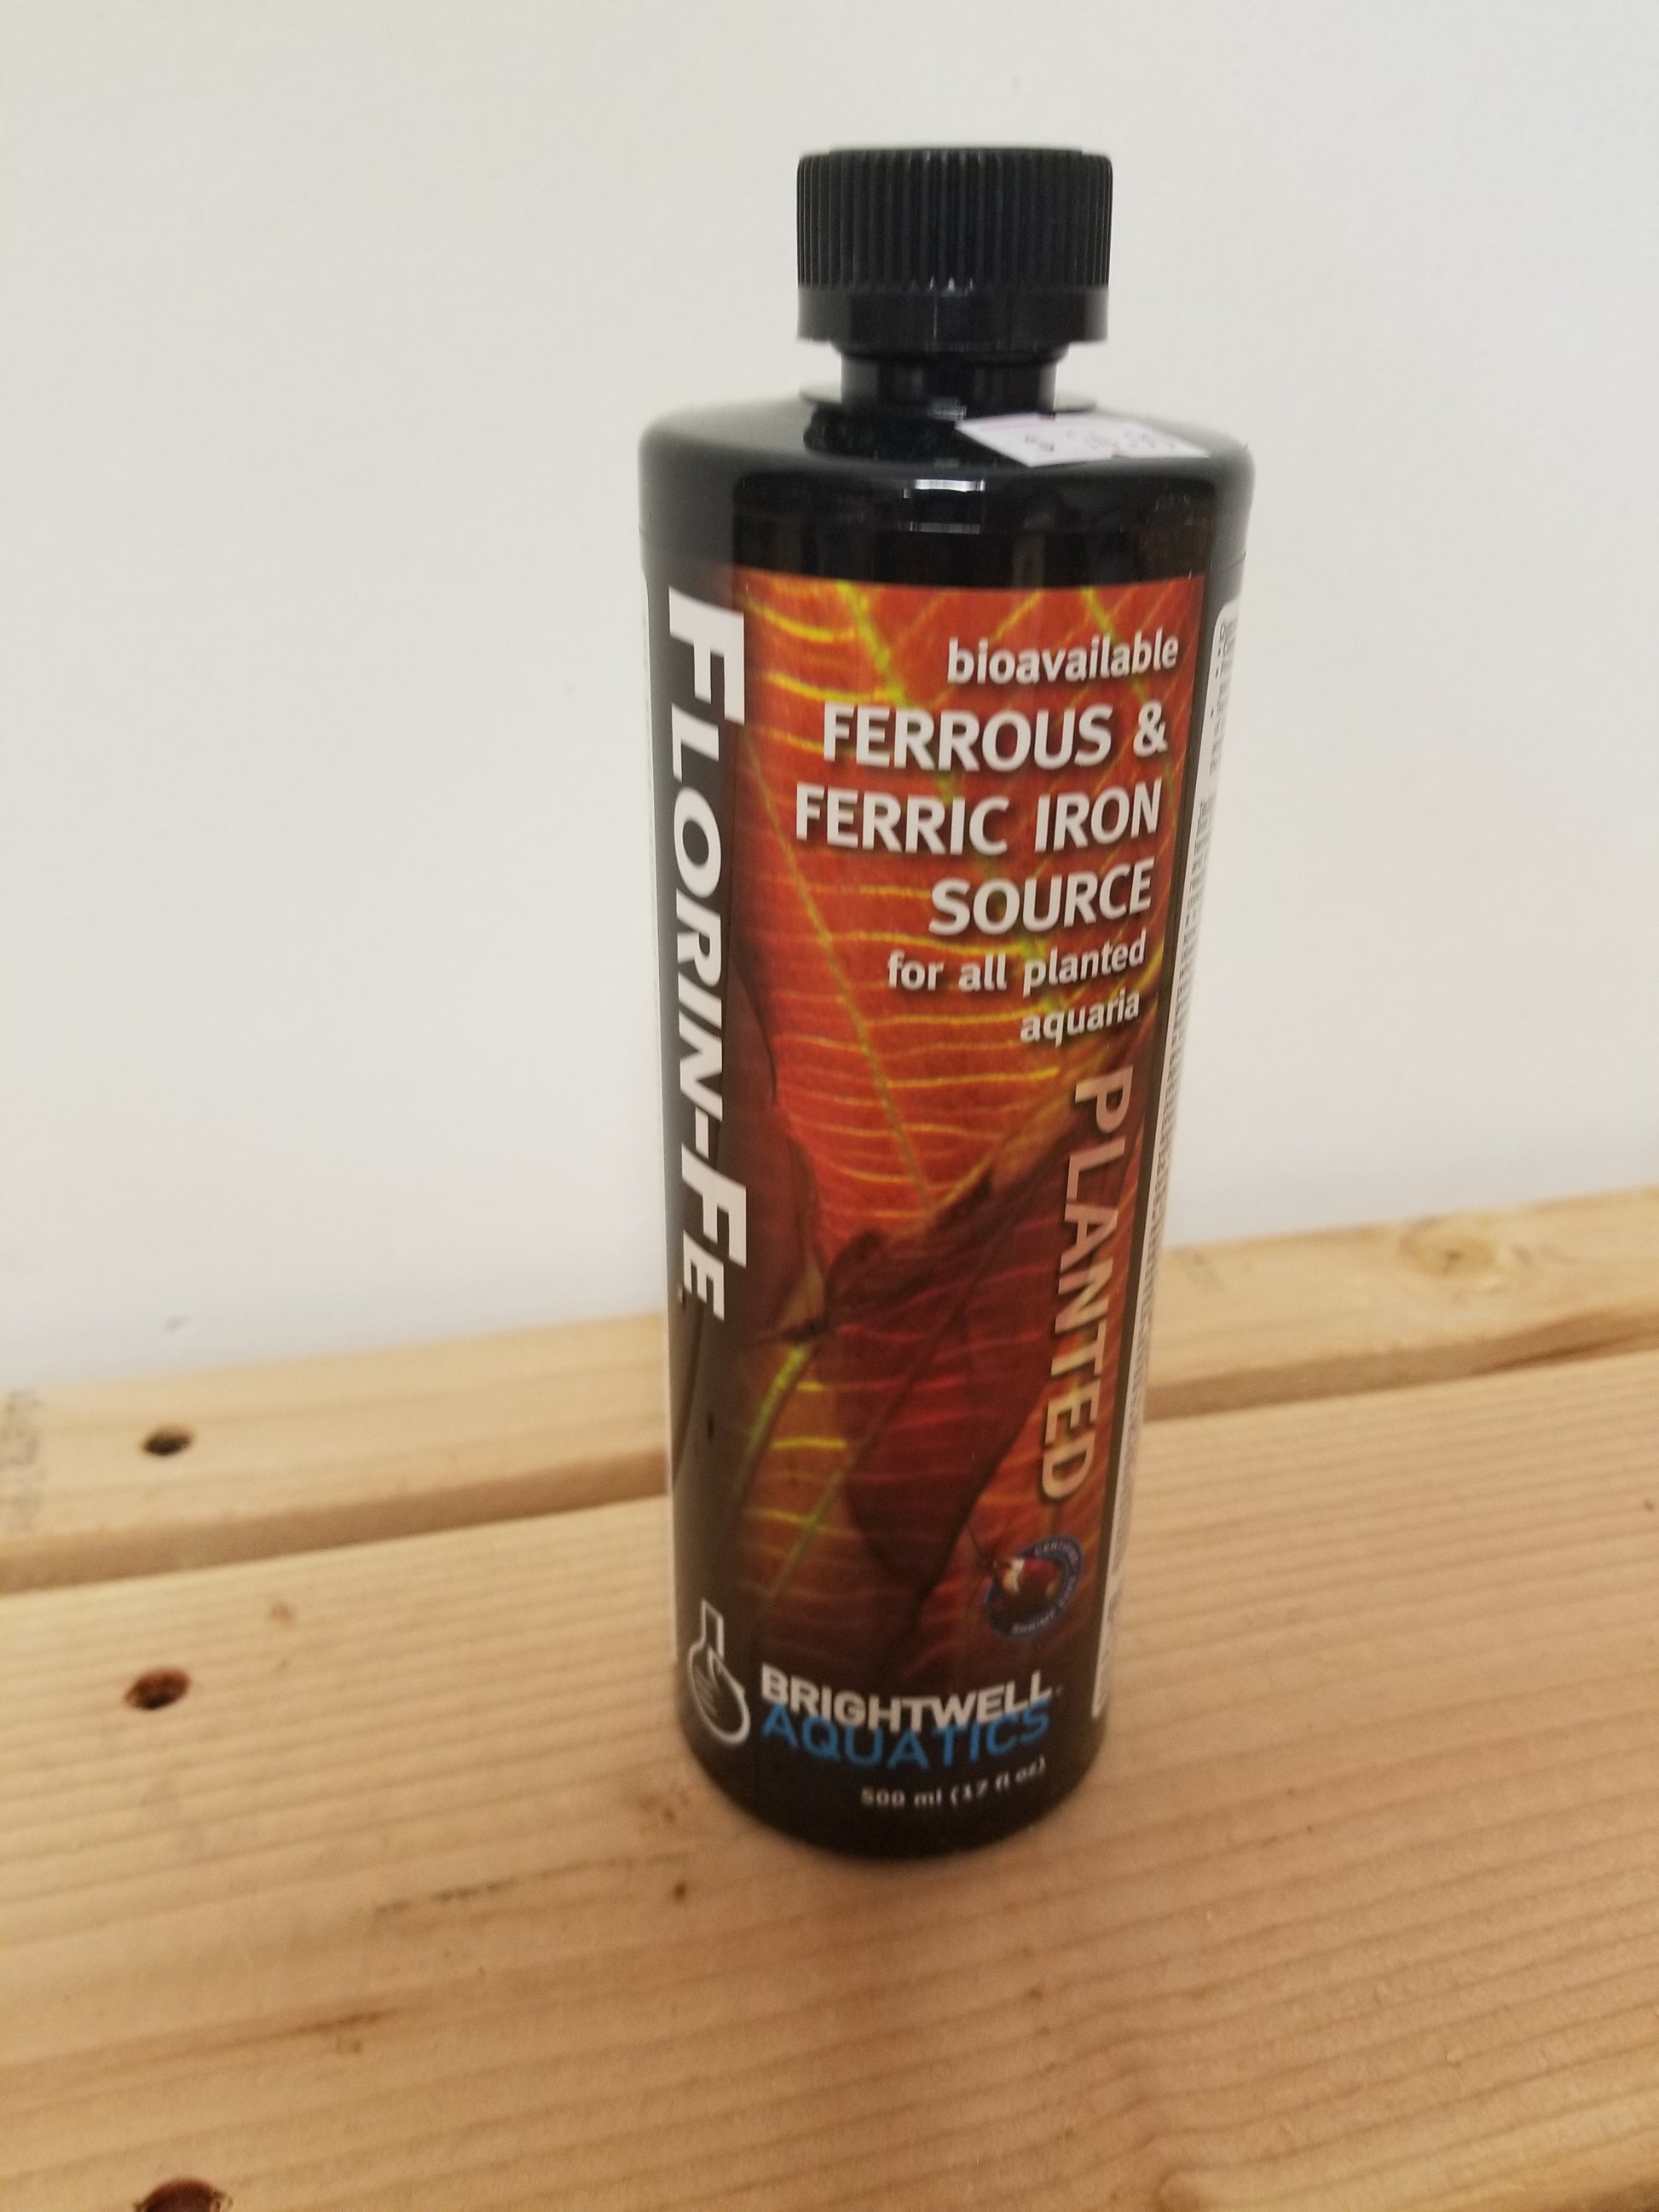 bioavailable
FERROUS &
FERRIC IRON
SOURCE
for all planted
aquaria
FLORIN-FE
PLANTED
BRIGHTWELL
AQUATICS
500 ml (17 fl oz)